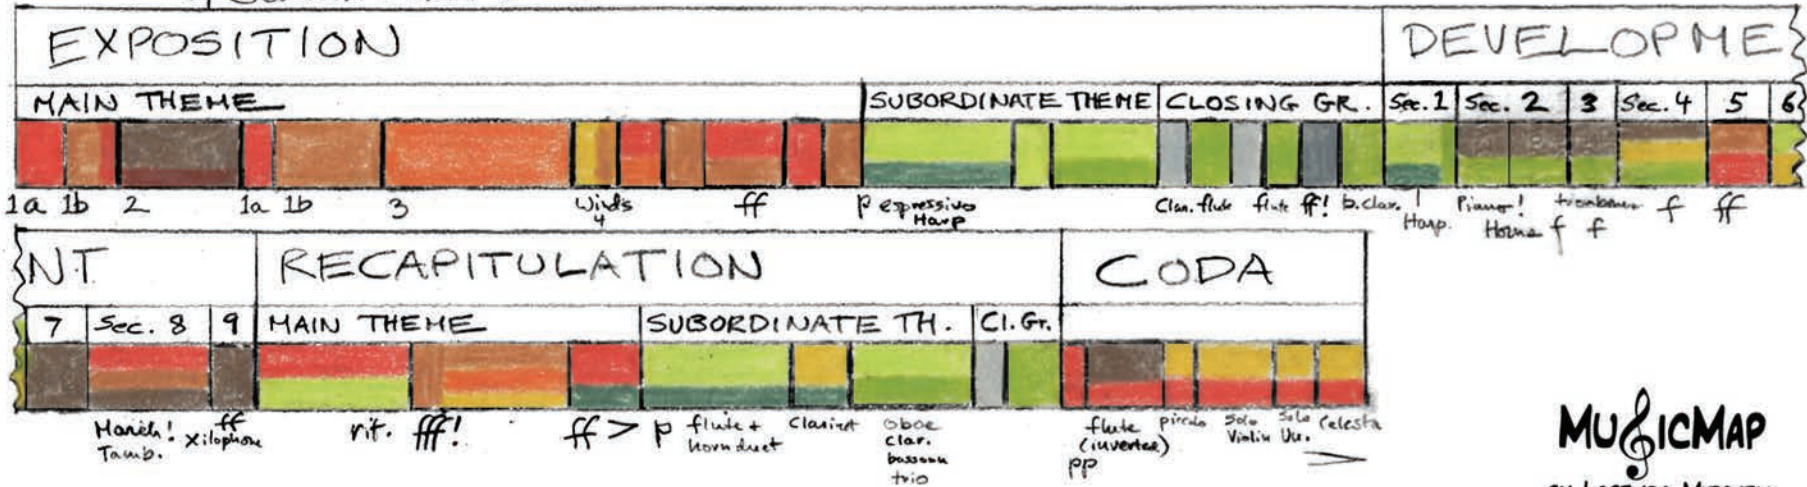 EXPOSITION DEVELOPME
MAIN THEME SUBORDINATE THEME CLOSING GR. Sec. 1 Sec. 2 3 Sec. 4 5 6
1a 1b 2 1a 1b 3 Winds ff p espressivo Clar. flute flute ff! b.clar. Piano! trombones f ff
4 Harp Harp. Horns f f
NT RECAPITULATION CODA
7 Sec. 8 9 MAIN THEME SUBORDINATE TH. Cl. Gr.
March! ff rit. fff! ff > p flute + Clarinet oboe flute piccolo Solo Solo Celesta
Tamb. Xilophone horn duet clar. (inverted) Violin Vn.
bassoon pp
trio
MUSICMAP